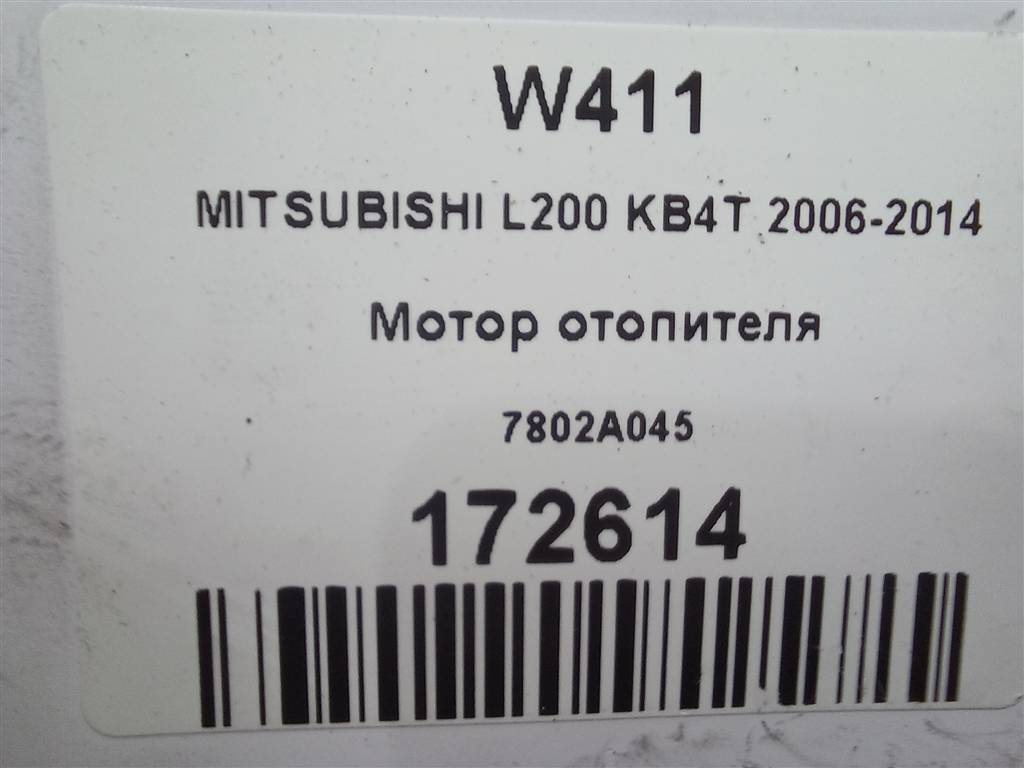 W411
MITSUBISHI L200 KB4T 2006-2014
Мотор отопителя
7802A045
172614